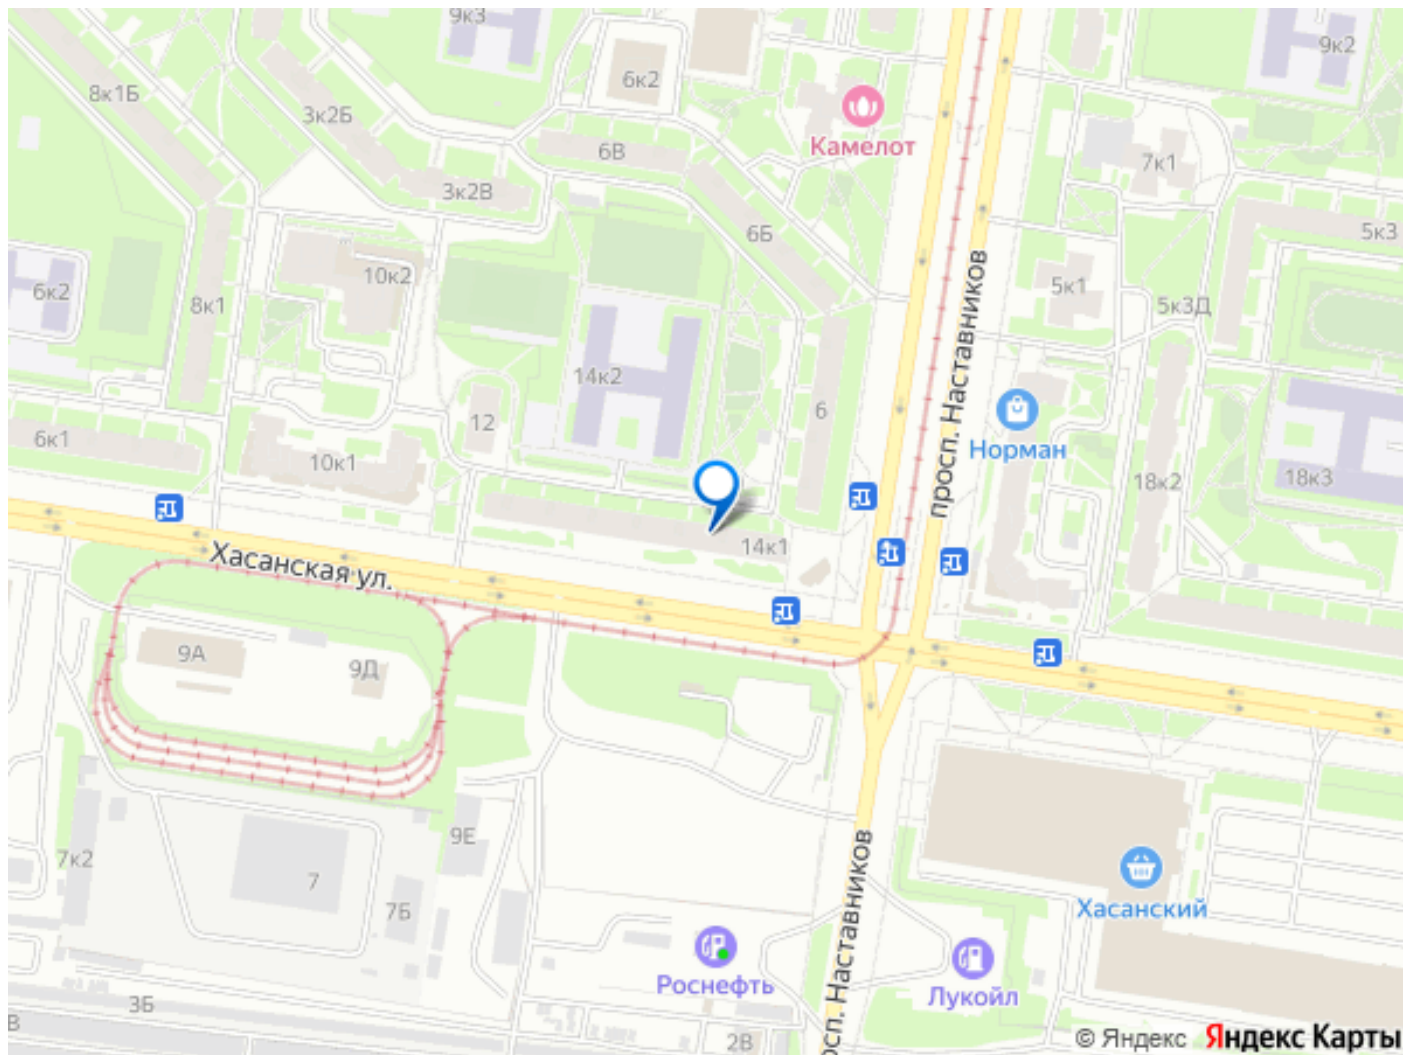 9к3
9к2
8к1Б
6к2
3к2Б
Камелот
6В
7к1
3к2В
6Б
5к3
10к2
6к2
8к1
5к1
5к3Д
просп. Наставников
14к2
6
12
6к1
10к1
Норман
18к2
18к3
14к1
Хасанская ул.
9А
9Д
9Е
7к2
7
7Б
Хасанский
просп. Наставников
Роснефть
Лукойл
3Б
В
2В
© Яндекс Яндекс Карты